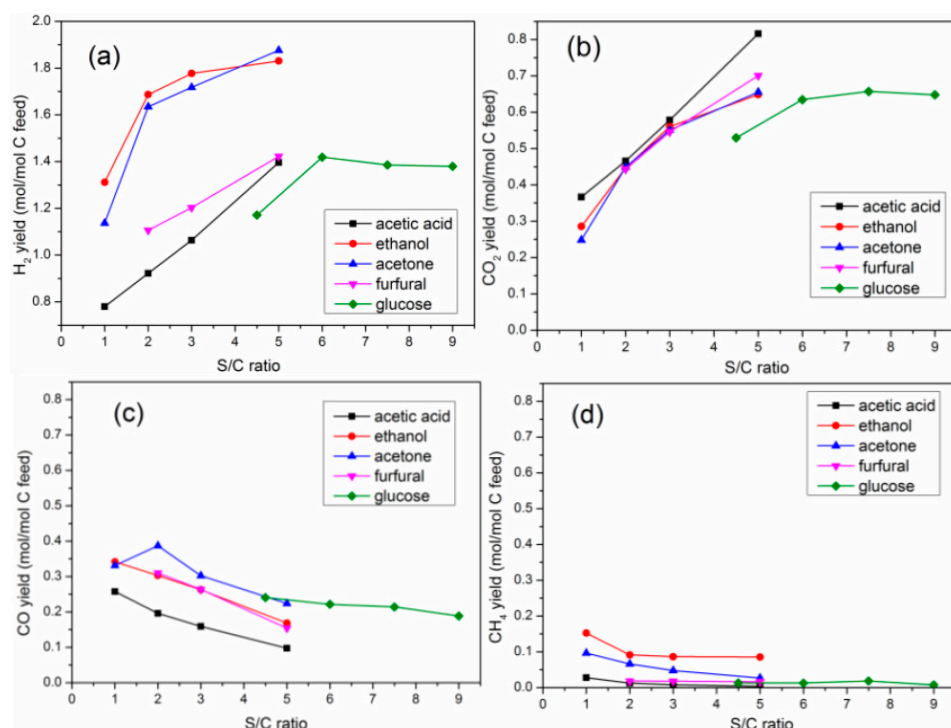 (a)
H2 yield (mol/mol C feed)
2.0
1.8
1.6
1.4
1.2
1.0
0.8
acetic acid
ethanol
acetone
furfural
glucose
0 1 2 3 4 5 6 7 8 9
S/C ratio
(b)
CO2 yield (mol/mol C feed)
0.8
0.7
0.6
0.5
0.4
0.3
0.2
0.1
0.0
acetic acid
ethanol
acetone
furfural
glucose
0 1 2 3 4 5 6 7 8 9
S/C ratio
(c)
CO yield (mol/mol C feed)
0.8
0.7
0.6
0.5
0.4
0.3
0.2
0.1
0.0
acetic acid
ethanol
acetone
furfural
glucose
0 1 2 3 4 5 6 7 8 9
S/C ratio
(d)
CH4 yield (mol/mol C feed)
0.8
0.7
0.6
0.5
0.4
0.3
0.2
0.1
0.0
acetic acid
ethanol
acetone
furfural
glucose
0 1 2 3 4 5 6 7 8 9
S/C ratio